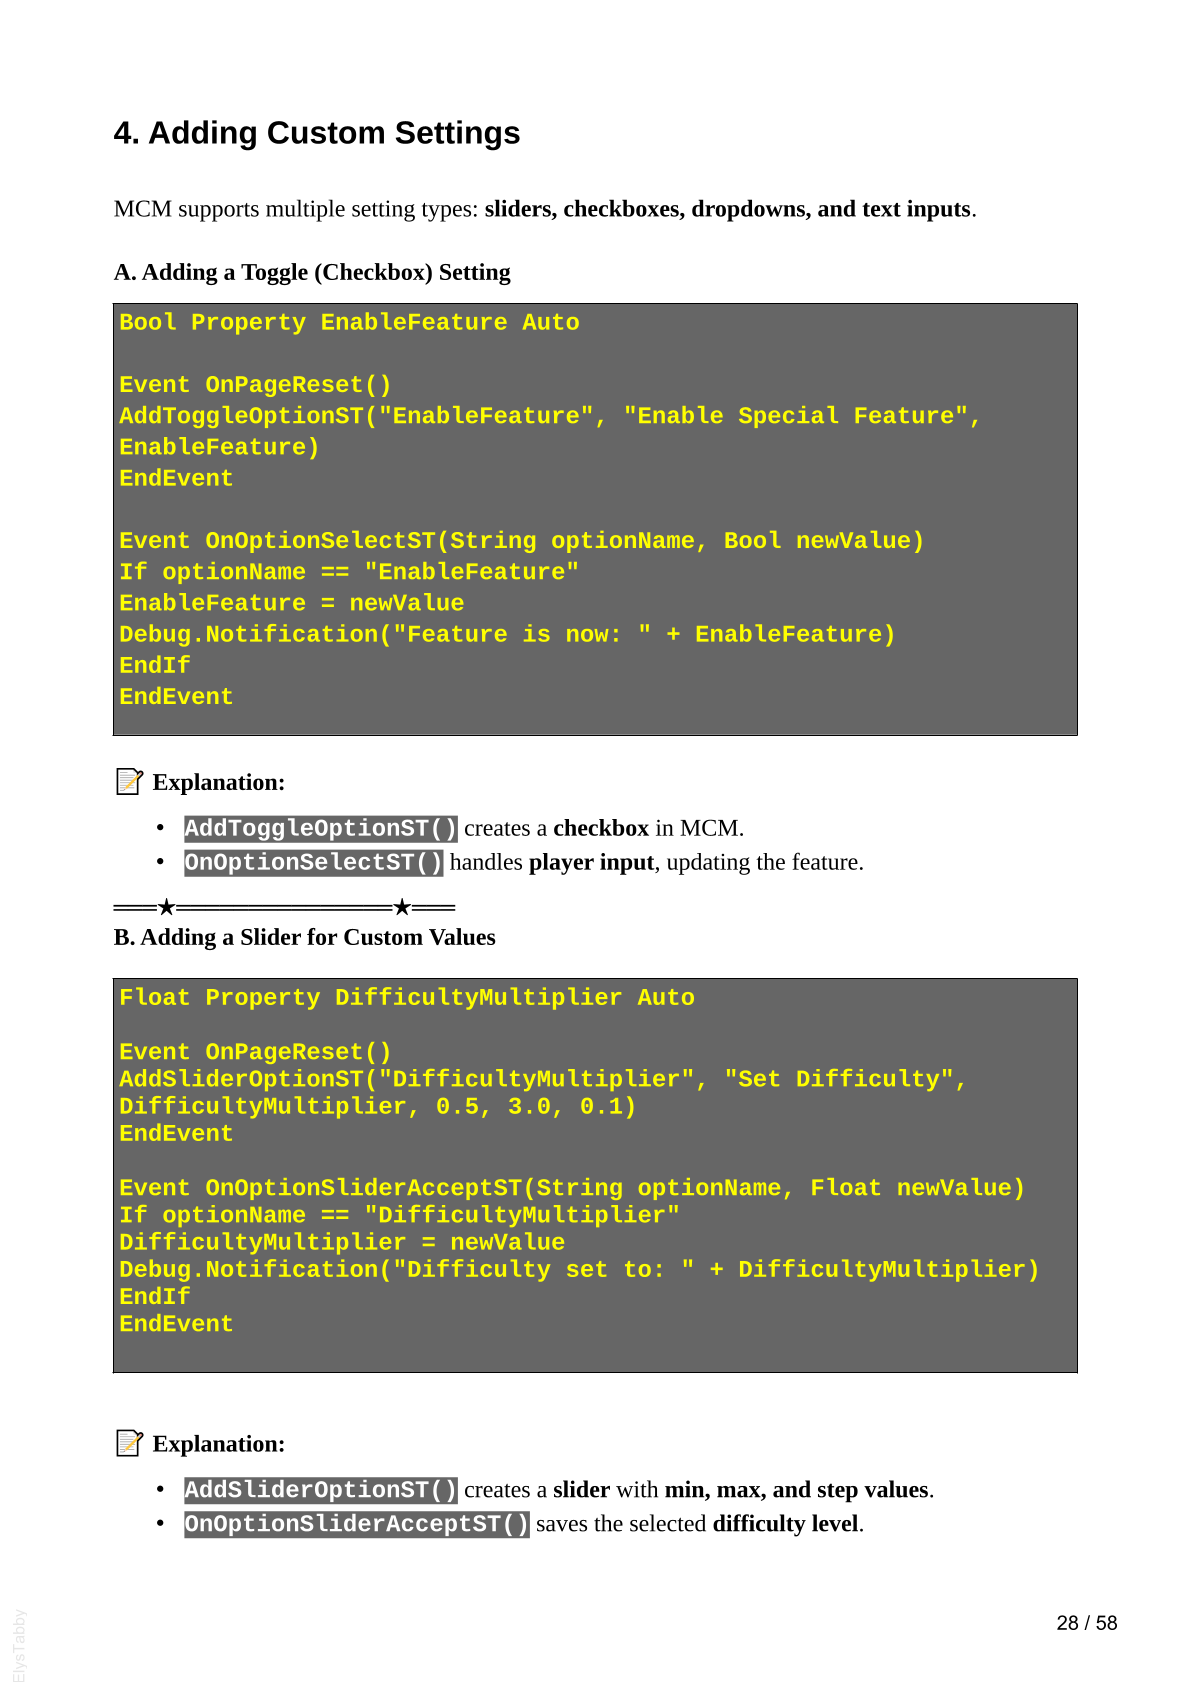 4. Adding Custom Settings
MCM supports multiple setting types: sliders, checkboxes, dropdowns, and text inputs.
A. Adding a Toggle (Checkbox) Setting
Bool Property EnableFeature Auto
Event OnPageReset()
AddToggleOptionST("EnableFeature", "Enable Special Feature",
EnableFeature)
EndEvent
Event OnOptionSelectST(String optionName, Bool newValue)
If optionName == "EnableFeature"
EnableFeature = newValue
Debug.Notification("Feature is now: " + EnableFeature)
EndIf
EndEvent
📝 Explanation:
• AddToggleOptionST() creates a checkbox in MCM.
• OnOptionSelectST() handles player input, updating the feature.
═══★═══════════════★═══
B. Adding a Slider for Custom Values
Float Property DifficultyMultiplier Auto
Event OnPageReset()
AddSliderOptionST("DifficultyMultiplier", "Set Difficulty",
DifficultyMultiplier, 0.5, 3.0, 0.1)
EndEvent
Event OnOptionSliderAcceptST(String optionName, Float newValue)
If optionName == "DifficultyMultiplier"
DifficultyMultiplier = newValue
Debug.Notification("Difficulty set to: " + DifficultyMultiplier)
EndIf
EndEvent
📝 Explanation:
• AddSliderOptionST() creates a slider with min, max, and step values.
• OnOptionSliderAcceptST() saves the selected difficulty level.
28 / 58
ElysTabby